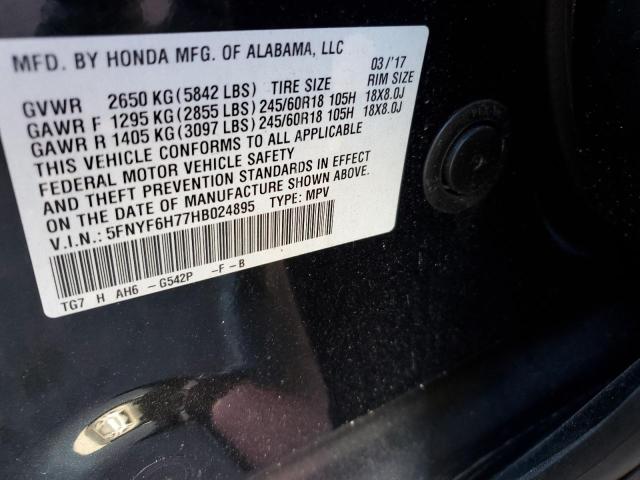 MFD. BY HONDA MFG. OF ALABAMA, LLC 03/'17
GVWR 2650 KG (5842 LBS) TIRE SIZE RIM SIZE
GAWR F 1295 KG (2855 LBS) 245/60R18 105H 18X8.0J
GAWR R 1405 KG (3097 LBS) 245/60R18 105H 18X8.0J
THIS VEHICLE CONFORMS TO ALL APPLICABLE
FEDERAL MOTOR VEHICLE SAFETY
AND THEFT PREVENTION STANDARDS IN EFFECT
ON THE DATE OF MANUFACTURE SHOWN ABOVE.
V.I.N.: 5FNYF6H77HB024895 TYPE: MPV
TG7 H AH6 - G542P -F-B